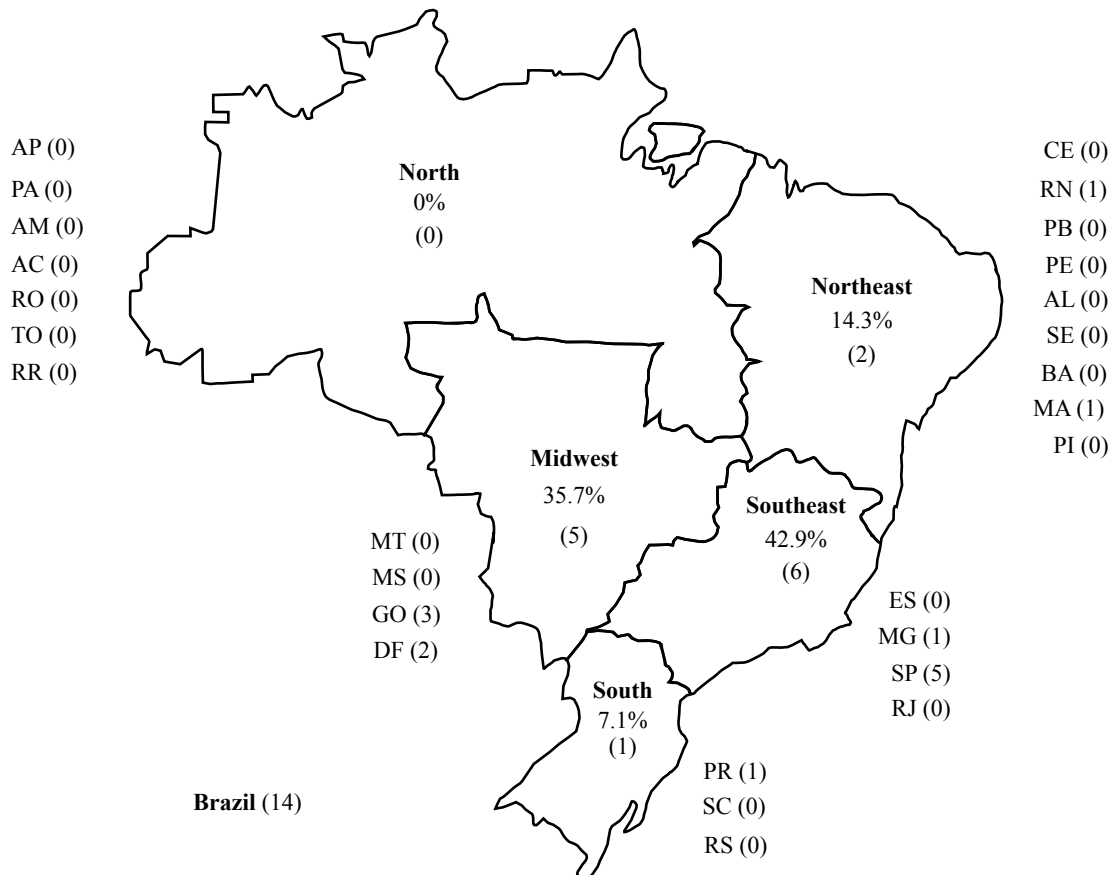 AP (0)
PA (0)
AM (0)
AC (0)
RO (0)
TO (0)
RR (0)
North
0%
(0)
CE (0)
RN (1)
PB (0)
PE (0)
AL (0)
SE (0)
BA (0)
MA (1)
PI (0)
Northeast
14.3%
(2)
Midwest
35.7%
(5)
MT (0)
MS (0)
GO (3)
DF (2)
Southeast
42.9%
(6)
ES (0)
MG (1)
SP (5)
RJ (0)
South
7.1%
(1)
PR (1)
SC (0)
RS (0)
Brazil (14)